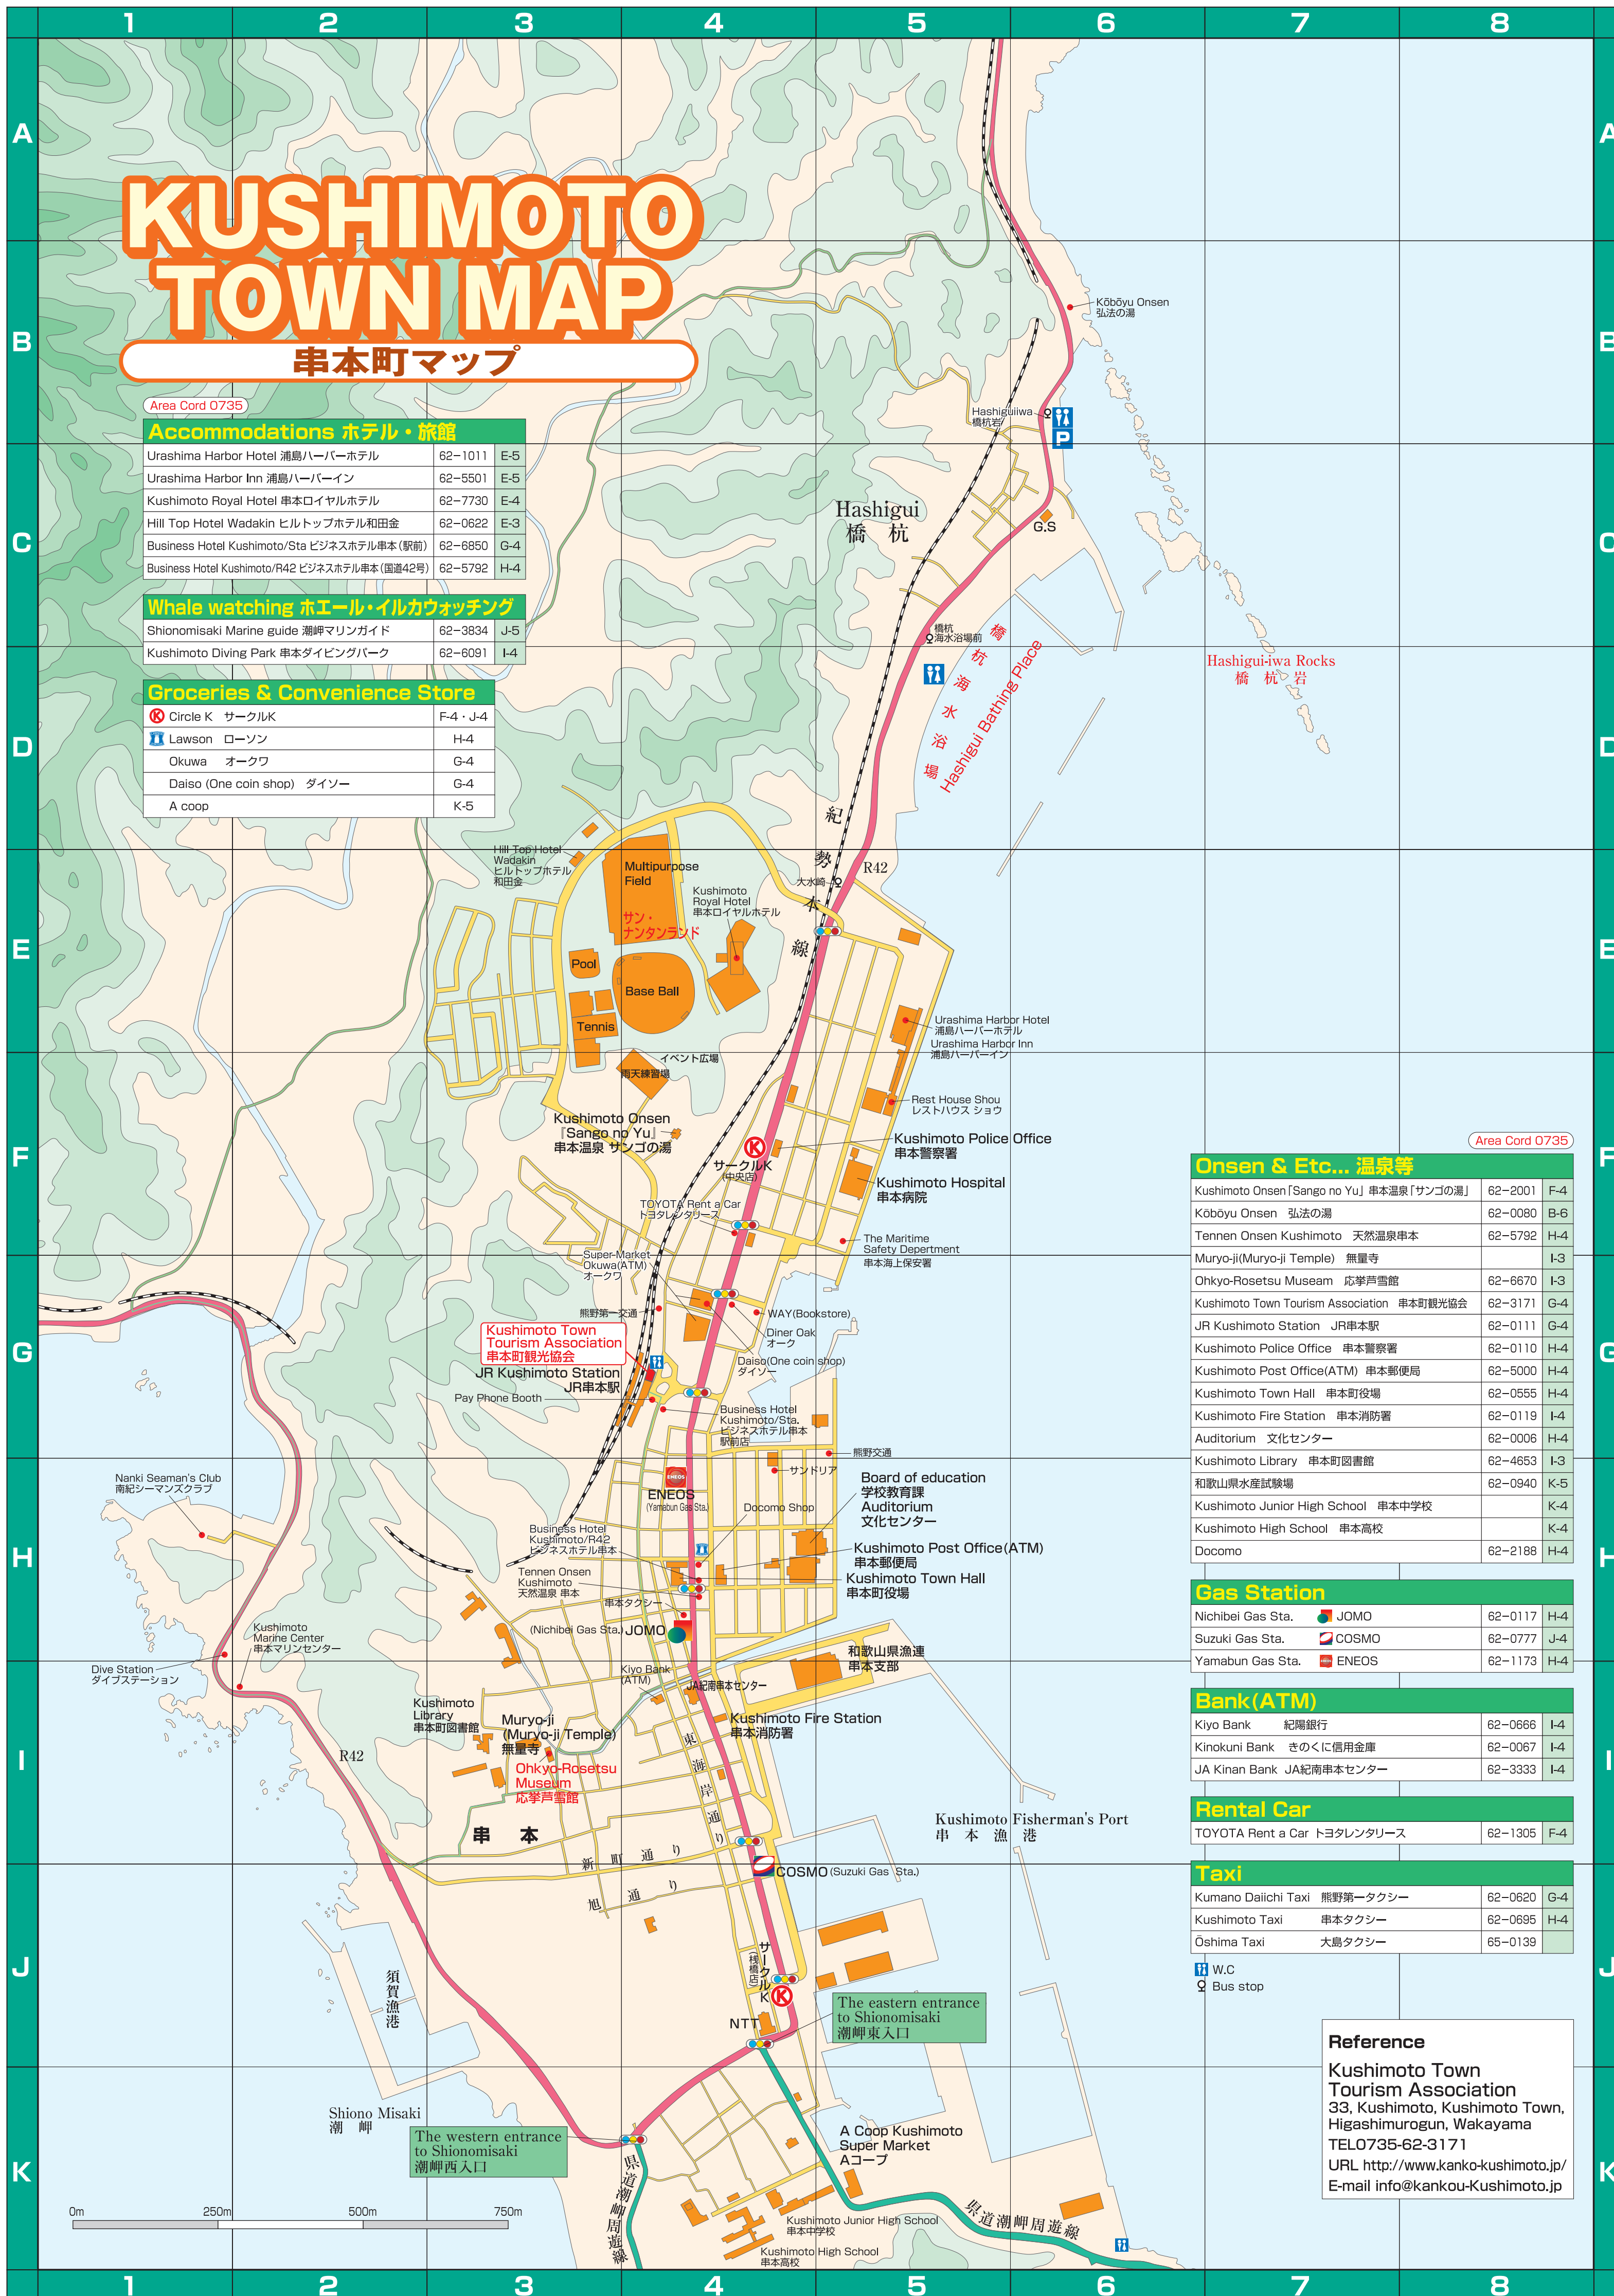 1 2 3 4 5 6 7 8
A
B
C
D
E
F
G
H
I
J
K
KUSHIMOTO
TOWN MAP
串本町マップ
Area Cord 0735
Accommodations ホテル・旅館
Urashima Harbor Hotel 浦島ハーバーホテル 62-1011 E-5
Urashima Harbor Inn 浦島ハーバーイン 62-5501 E-5
Kushimoto Royal Hotel 串本ロイヤルホテル 62-7730 E-4
Hill Top Hotel Wadakin ヒルトップホテル和田金 62-0622 E-3
Business Hotel Kushimoto/Sta ビジネスホテル串本(駅前) 62-6850 G-4
Business Hotel Kushimoto/R42 ビジネスホテル串本(国道42号) 62-5792 H-4
Whale watching ホエール・イルカウォッチング
Shionomisaki Marine guide 潮岬マリンガイド 62-3834 J-5
Kushimoto Diving Park 串本ダイビングパーク 62-6091 I-4
Groceries & Convenience Store
K Circle K サークルK F-4・J-4
Lawson ローソン H-4
Okuwa オークワ G-4
Daiso (One coin shop) ダイソー G-4
A coop K-5
Kōbōyu Onsen
弘法の湯
Hashiguiiwa
橋杭岩
P
Hashigui
橋 杭
G.S
橋杭
海水浴場前
橋杭海水浴場
Hashigui Bathing Place
Hashigui-iwa Rocks
橋 杭 岩
紀勢本線
R42
大水崎
Hill Top Hotel
Wadakin
ヒルトップホテル
和田金
Multipurpose
Field
サン・
ナンタンランド
Kushimoto
Royal Hotel
串本ロイヤルホテル
Pool
Base Ball
Tennis
イベント広場
雨天練習場
Urashima Harbor Hotel
浦島ハーバーホテル
Urashima Harbor Inn
浦島ハーバーイン
Rest House Shou
レストハウス ショウ
Kushimoto Onsen
『Sango no Yu』
串本温泉 サンゴの湯
K
サークルK
(中央店)
Kushimoto Police Office
串本警察署
Kushimoto Hospital
串本病院
TOYOTA Rent a Car
トヨタレンタリース
The Maritime
Safety Depertment
串本海上保安署
Super-Market
Okuwa(ATM)
オークワ
熊野第一交通
WAY(Bookstore)
Diner Oak
オーク
Daiso(One coin shop)
ダイソー
Kushimoto Town
Tourism Association
串本町観光協会
JR Kushimoto Station
JR串本駅
Pay Phone Booth
Business Hotel
Kushimoto/Sta.
ビジネスホテル串本
駅前店
熊野交通
サンドリア
ENEOS
ENEOS
(Yamabun Gas Sta.)
Docomo Shop
Board of education
学校教育課
Auditorium
文化センター
Business Hotel
Kushimoto/R42
ビジネスホテル串本
Kushimoto Post Office(ATM)
串本郵便局
Kushimoto Town Hall
串本町役場
Tennen Onsen
Kushimoto
天然温泉 串本
串本タクシー
(Nichibei Gas Sta.) JOMO
Nanki Seaman's Club
南紀シーマンズクラブ
Kushimoto
Marine Center
串本マリンセンター
Dive Station
ダイブステーション
和歌山県漁連
串本支部
Kiyo Bank
(ATM)
JA紀南串本センター
Kushimoto
Library
串本町図書館
Muryo-ji
(Muryo-ji Temple)
無量寺
Ohkyo-Rosetsu
Museum
応挙芦雪館
Kushimoto Fire Station
串本消防署
R42
東海岸通り
串 本
新町通り
旭通り
Kushimoto Fisherman's Port
串 本 漁 港
COSMO (Suzuki Gas Sta.)
須賀漁港
サークルK
(桟橋店)
K
NTT
The eastern entrance
to Shionomisaki
潮岬東入口
Shiono Misaki
潮 岬
The western entrance
to Shionomisaki
潮岬西入口
県道潮岬周遊線
A Coop Kushimoto
Super Market
Aコープ
県道潮岬周遊線
Kushimoto Junior High School
串本中学校
Kushimoto High School
串本高校
0m 250m 500m 750m
Area Cord 0735
Onsen & Etc... 温泉等
Kushimoto Onsen「Sango no Yu」串本温泉「サンゴの湯」 62-2001 F-4
Kōbōyu Onsen 弘法の湯 62-0080 B-6
Tennen Onsen Kushimoto 天然温泉串本 62-5792 H-4
Muryo-ji(Muryo-ji Temple) 無量寺 I-3
Ohkyo-Rosetsu Museam 応挙芦雪館 62-6670 I-3
Kushimoto Town Tourism Association 串本町観光協会 62-3171 G-4
JR Kushimoto Station JR串本駅 62-0111 G-4
Kushimoto Police Office 串本警察署 62-0110 H-4
Kushimoto Post Office(ATM) 串本郵便局 62-5000 H-4
Kushimoto Town Hall 串本町役場 62-0555 H-4
Kushimoto Fire Station 串本消防署 62-0119 I-4
Auditorium 文化センター 62-0006 H-4
Kushimoto Library 串本町図書館 62-4653 I-3
和歌山県水産試験場 62-0940 K-5
Kushimoto Junior High School 串本中学校 K-4
Kushimoto High School 串本高校 K-4
Docomo 62-2188 H-4
Gas Station
Nichibei Gas Sta. JOMO 62-0117 H-4
Suzuki Gas Sta. COSMO 62-0777 J-4
Yamabun Gas Sta. ENEOS 62-1173 H-4
Bank(ATM)
Kiyo Bank 紀陽銀行 62-0666 I-4
Kinokuni Bank きのくに信用金庫 62-0067 I-4
JA Kinan Bank JA紀南串本センター 62-3333 I-4
Rental Car
TOYOTA Rent a Car トヨタレンタリース 62-1305 F-4
Taxi
Kumano Daiichi Taxi 熊野第一タクシー 62-0620 G-4
Kushimoto Taxi 串本タクシー 62-0695 H-4
Ōshima Taxi 大島タクシー 65-0139
W.C
Bus stop
Reference
Kushimoto Town
Tourism Association
33, Kushimoto, Kushimoto Town,
Higashimurogun, Wakayama
TEL0735-62-3171
URL http://www.kanko-kushimoto.jp/
E-mail info@kankou-Kushimoto.jp
A
B
C
D
E
F
G
H
I
J
K
1 2 3 4 5 6 7 8